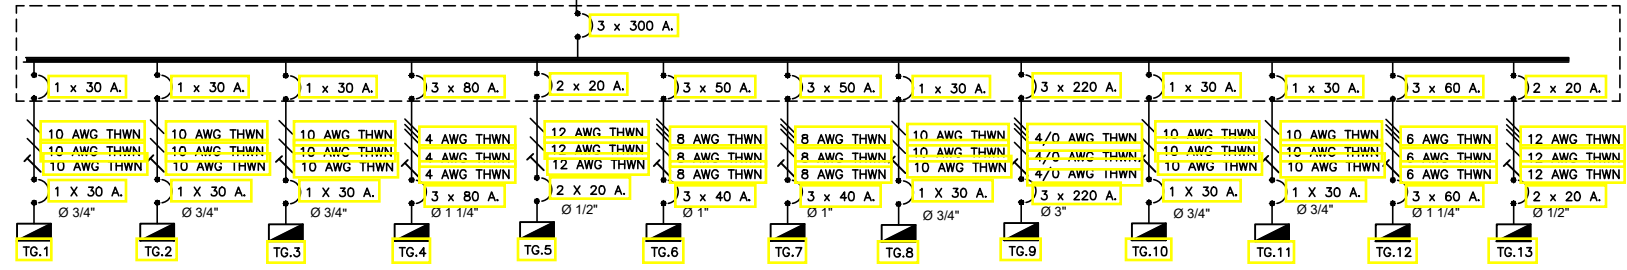 3 x 300 A.
1 x 30 A. 1 x 30 A. 1 x 30 A. 3 x 80 A. 2 x 20 A. 3 x 50 A. 3 x 50 A. 1 x 30 A. 3 x 220 A. 1 x 30 A. 1 x 30 A. 3 x 60 A. 2 x 20 A.
10 AWG THWN 10 AWG THWN 10 AWG THWN 4 AWG THWN 12 AWG THWN 8 AWG THWN 8 AWG THWN 10 AWG THWN 4/0 AWG THWN 10 AWG THWN 10 AWG THWN 6 AWG THWN 12 AWG THWN
10 AWG THWN 10 AWG THWN 10 AWG THWN 4 AWG THWN 12 AWG THWN 8 AWG THWN 8 AWG THWN 10 AWG THWN 4/0 AWG THWN 10 AWG THWN 10 AWG THWN 6 AWG THWN 12 AWG THWN
10 AWG THWN 10 AWG THWN 10 AWG THWN 4 AWG THWN 12 AWG THWN 8 AWG THWN 8 AWG THWN 10 AWG THWN 4/0 AWG THWN 10 AWG THWN 10 AWG THWN 6 AWG THWN 12 AWG THWN
1 X 30 A. 1 X 30 A. 1 X 30 A. 3 x 80 A. 2 X 20 A. 3 x 40 A. 3 x 40 A. 1 X 30 A. 3 x 220 A. 1 X 30 A. 1 X 30 A. 3 x 60 A. 2 x 20 A.
Ø 3/4" Ø 3/4" Ø 3/4" Ø 1 1/4" Ø 1/2" Ø 1" Ø 1" Ø 3/4" Ø 3" Ø 3/4" Ø 3/4" Ø 1 1/4" Ø 1/2"
TG.1 TG.2 TG.3 TG.4 TG.5 TG.6 TG.7 TG.8 TG.9 TG.10 TG.11 TG.12 TG.13